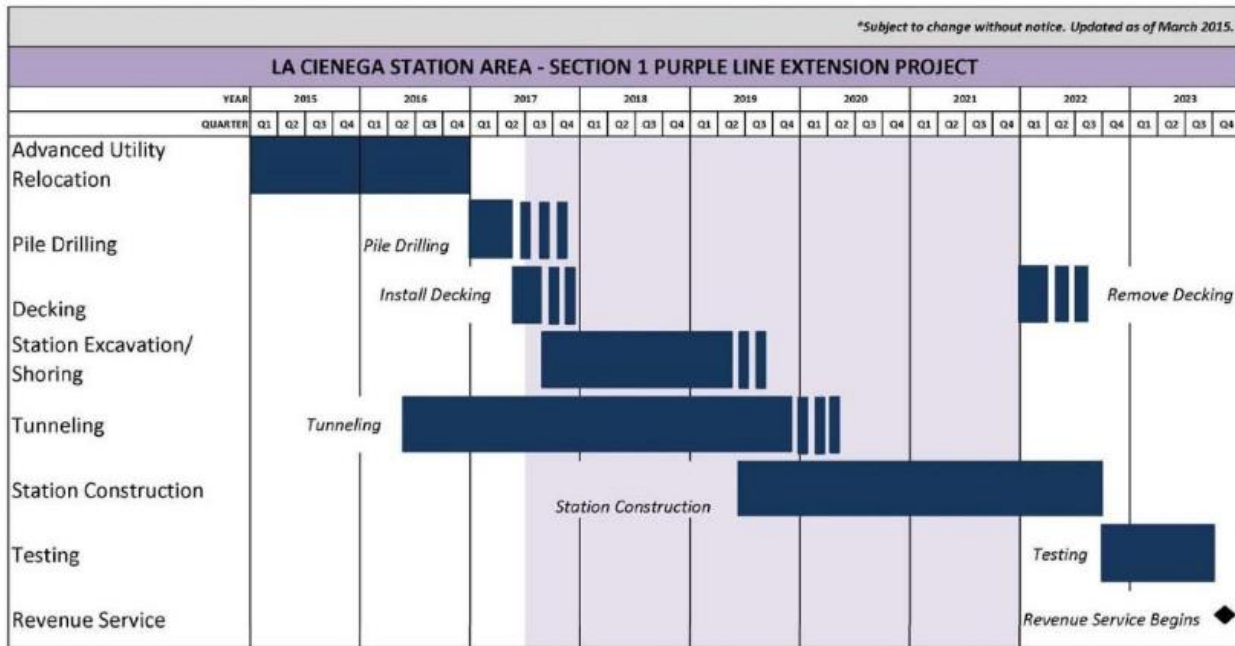 *Subject to change without notice. Updated as of March 2015.
LA CIENEGA STATION AREA - SECTION 1 PURPLE LINE EXTENSION PROJECT
YEAR 2015 2016 2017 2018 2019 2020 2021 2022 2023
QUARTER Q1 Q2 Q3 Q4 Q1 Q2 Q3 Q4 Q1 Q2 Q3 Q4 Q1 Q2 Q3 Q4 Q1 Q2 Q3 Q4 Q1 Q2 Q3 Q4 Q1 Q2 Q3 Q4 Q1 Q2 Q3 Q4 Q1 Q2 Q3 Q4
Advanced Utility
Relocation
Pile Drilling Pile Drilling
Install Decking Remove Decking
Decking
Station Excavation/
Shoring
Tunneling Tunneling
Station Construction
Station Construction
Testing Testing
Revenue Service Revenue Service Begins